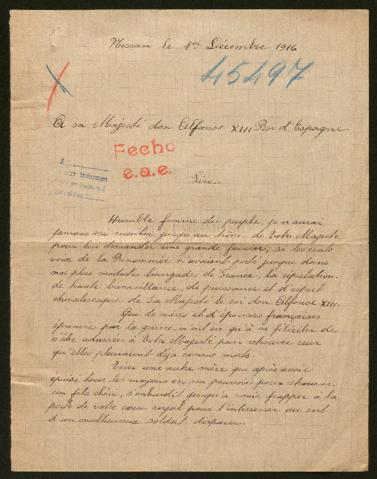 Nissan le 1er Décembre 1916
45497
A sa Majesté don Alfonse XIII Roi d'Espagne
Fecho
e.a.e.
Sire
Humble femme du peuple, je n'aurai
jamais osé monter jusqu'au trône de Votre Majesté
pour lui demander une grande faveur, si les cents
voix de la Renommée n'avaient porté jusque dans
nos plus modestes bourgades de France, la réputation
de haute bienveillance, de puissance et d'esprit
chevaleresque de Sa Majesté le roi don Alfonse XIII.
Que de mères et d'épouses françaises
éprouvées par la guerre n'ont eu qu'à se féliciter de
s'être adressées à Votre Majesté pour retrouver ceux
qu'elles pleuraient déjà comme morts.
Voici une autre mère qui après avoir
épuisé tous les moyens en son pouvoir pour retrouver
un fils chéri, s'enhardit jusqu'à venir frapper à la
porte de votre cœur royal pour l'intéresser au sort
d'un malheureux soldat disparu.